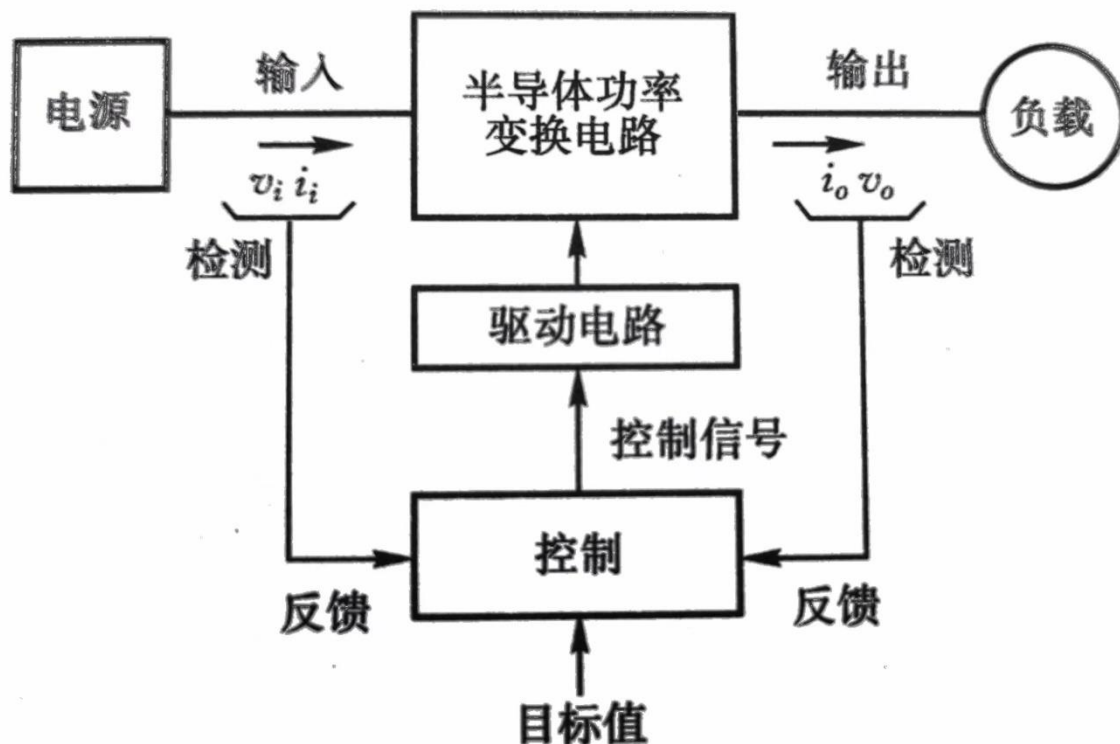 电源
输入
半导体功率
变换电路
输出
负载
v_i i_i
i_o v_o
检测
检测
驱动电路
控制信号
控制
反馈
反馈
目标值